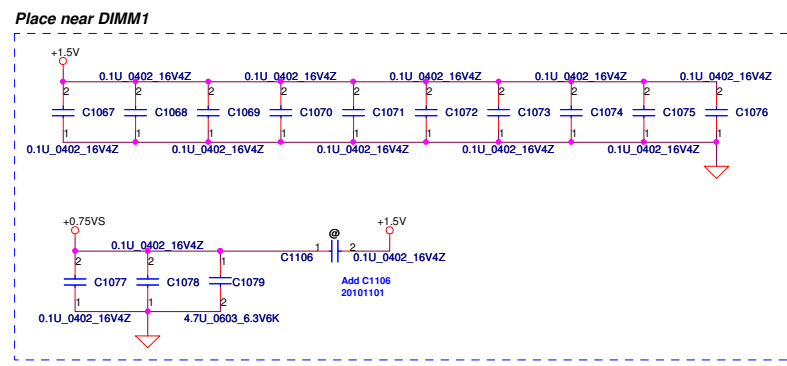 Place near DIMM1
+1.5V
0.1U_0402_16V4Z 0.1U_0402_16V4Z 0.1U_0402_16V4Z 0.1U_0402_16V4Z 0.1U_0402_16V4Z
2 2 2 2 2 2 2 2 2 2
C1067 C1068 C1069 C1070 C1071 C1072 C1073 C1074 C1075 C1076
1 1 1 1 1 1 1 1 1 1
0.1U_0402_16V4Z 0.1U_0402_16V4Z 0.1U_0402_16V4Z 0.1U_0402_16V4Z 0.1U_0402_16V4Z
+0.75VS +1.5V
@
0.1U_0402_16V4Z 1 2
C1106 0.1U_0402_16V4Z
2 2 1
C1077 C1078 C1079
Add C1106
20101101
1 1 2
0.1U_0402_16V4Z 4.7U_0603_6.3V6K